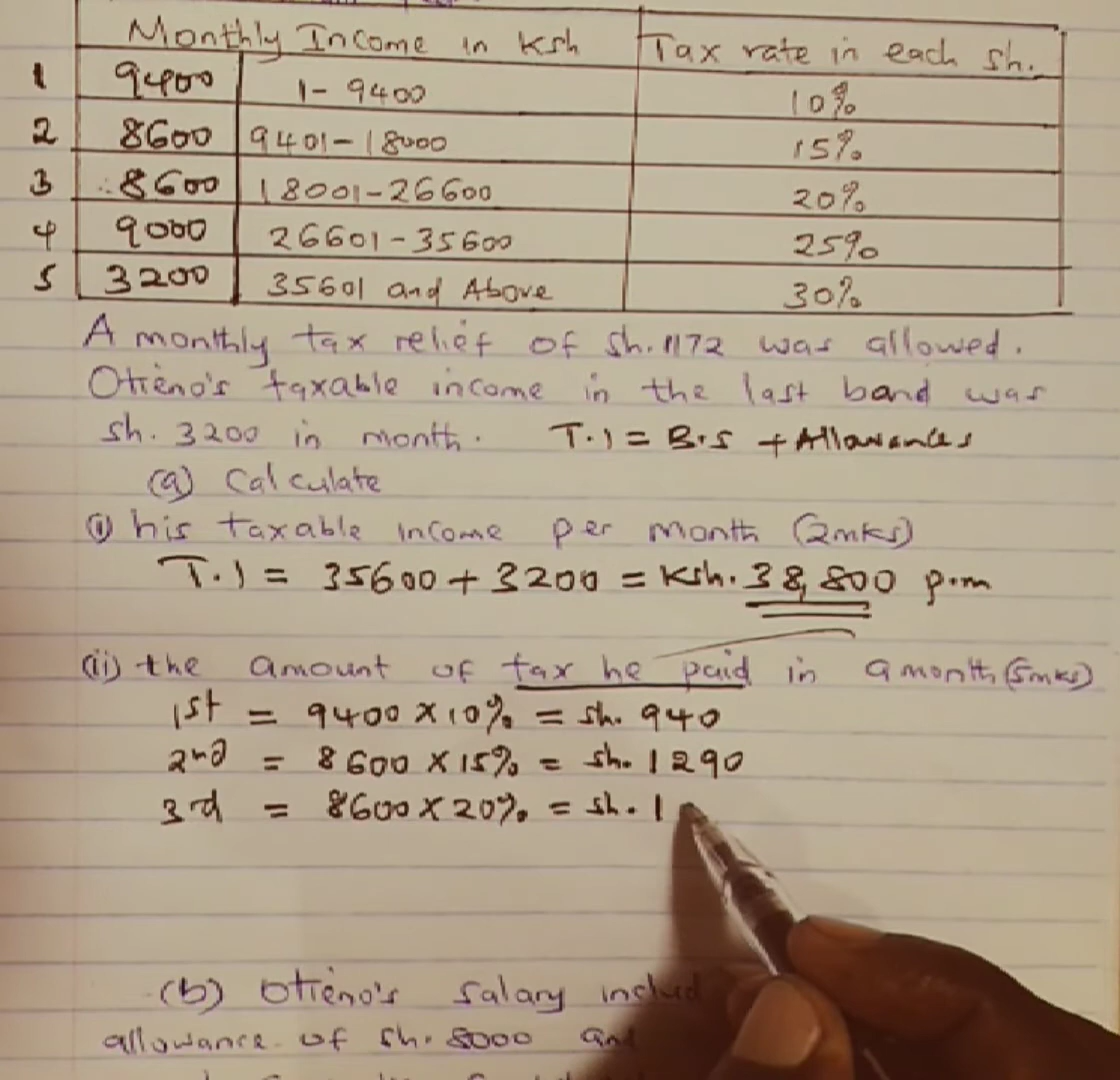 Monthly Income in Ksh Tax rate in each sh.
1 9400 1- 9400 10%
2 8600 9401-18000 15%
3 8600 18001-26600 20%
4 9000 26601-35600 25%
5 3200 35601 and Above 30%
A monthly tax relief of sh.1172 was allowed.
Otieno's taxable income in the last band was
sh. 3200 in month. T.I = B.S + Allowances
(a) Calculate
(i) his taxable income per month (2mks)
T.I = 35600 + 3200 = Ksh. 38,800 p.m
(ii) the amount of tax he paid in a month (5mks)
1st = 9400 x 10% = sh. 940
2nd = 8600 x 15% = sh. 1290
3rd = 8600 x 20% = sh. 1
(b) Otieno's salary includ
allowance of sh. 8000 and